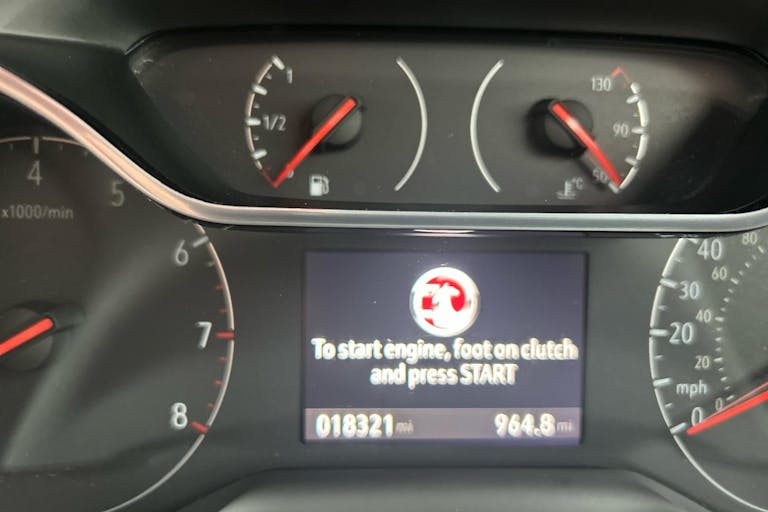 1
130
1/2
90
50
°C
4
5
x1000/min
6
7
8
To start engine, foot on clutch
and press START
018321 mi
964.8 mi
40
80
30
60
20
40
20
mph
0
0